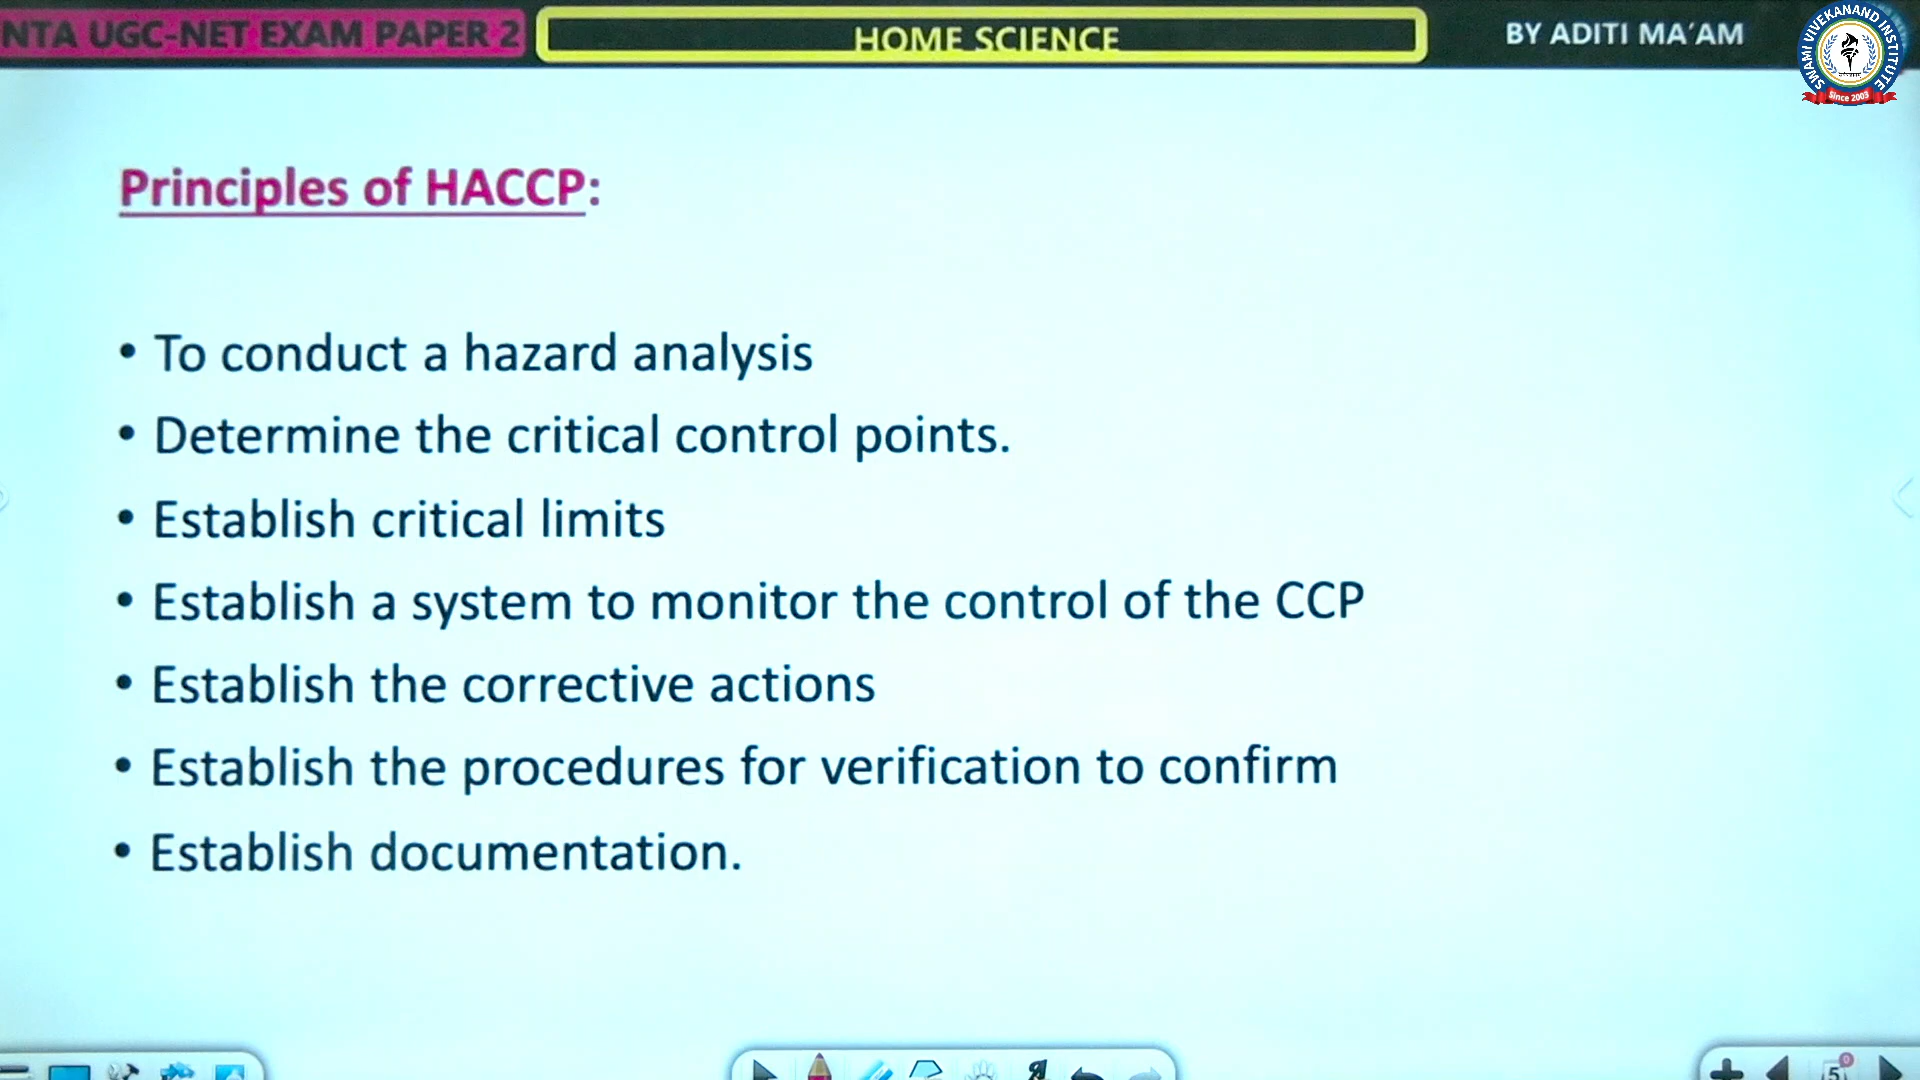 NTA UGC-NET EXAM PAPER 2
HOME SCIENCE
BY ADITI MA'AM
SWAMI VIVEKANAND INSTITUTE
Since 2003
Principles of HACCP:
• To conduct a hazard analysis
• Determine the critical control points.
• Establish critical limits
• Establish a system to monitor the control of the CCP
• Establish the corrective actions
• Establish the procedures for verification to confirm
• Establish documentation.
5
0